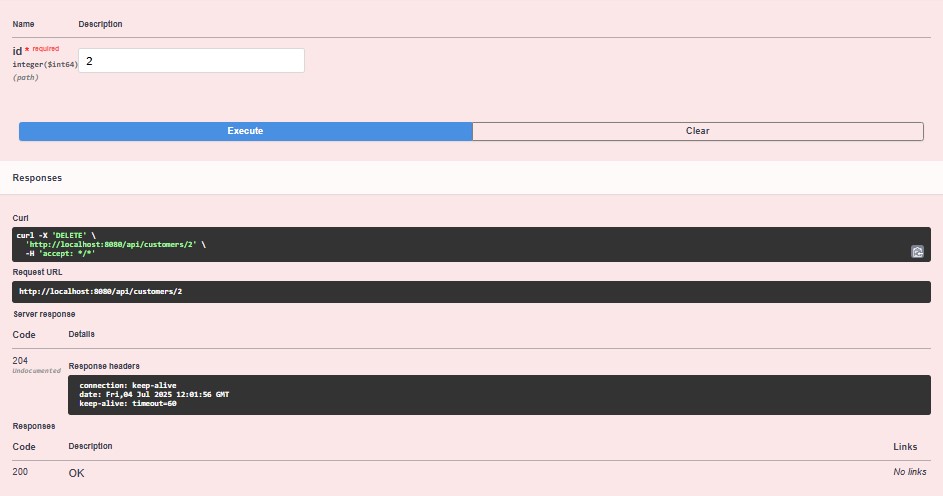 Name Description
id * required
integer($int64)
(path)
2
Execute Clear
Responses
Curl
curl -X 'DELETE' \
'http://localhost:8080/api/customers/2' \
-H 'accept: */*'
Request URL
http://localhost:8080/api/customers/2
Server response
Code Details
204
Undocumented
Response headers
connection: keep-alive
date: Fri,04 Jul 2025 12:01:56 GMT
keep-alive: timeout=60
Responses
Code Description Links
200 OK No links